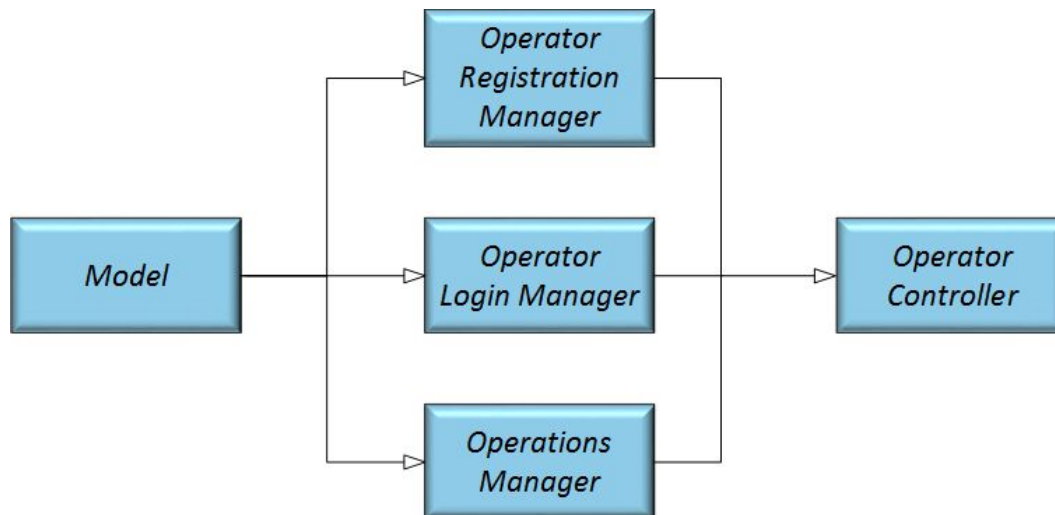 Operator
Registration
Manager
Model
Operator
Login Manager
Operator
Controller
Operations
Manager